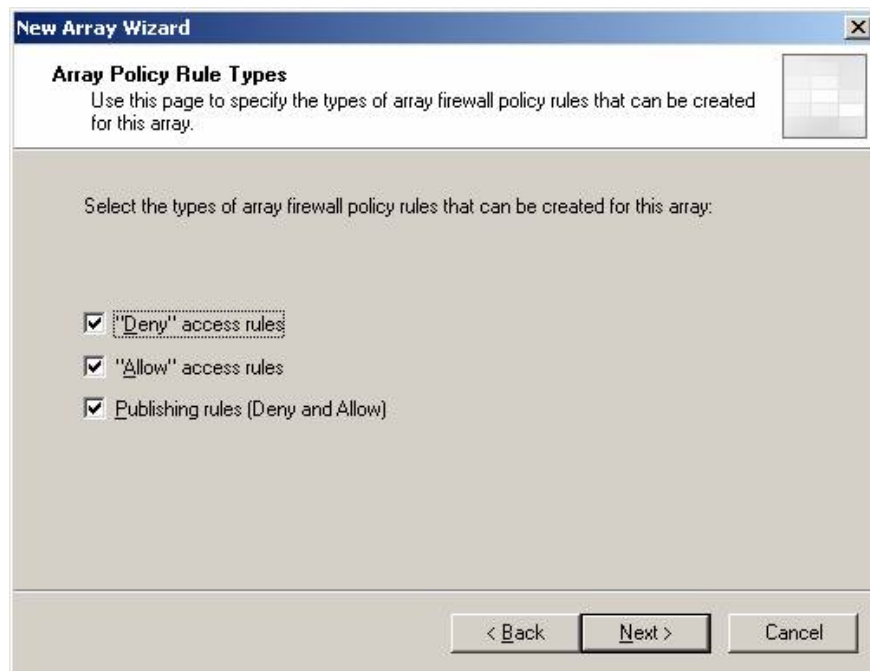 New Array Wizard
Array Policy Rule Types
Use this page to specify the types of array firewall policy rules that can be created
for this array.
Select the types of array firewall policy rules that can be created for this array:
"Deny" access rules
"Allow" access rules
Publishing rules (Deny and Allow)
< Back
Next >
Cancel